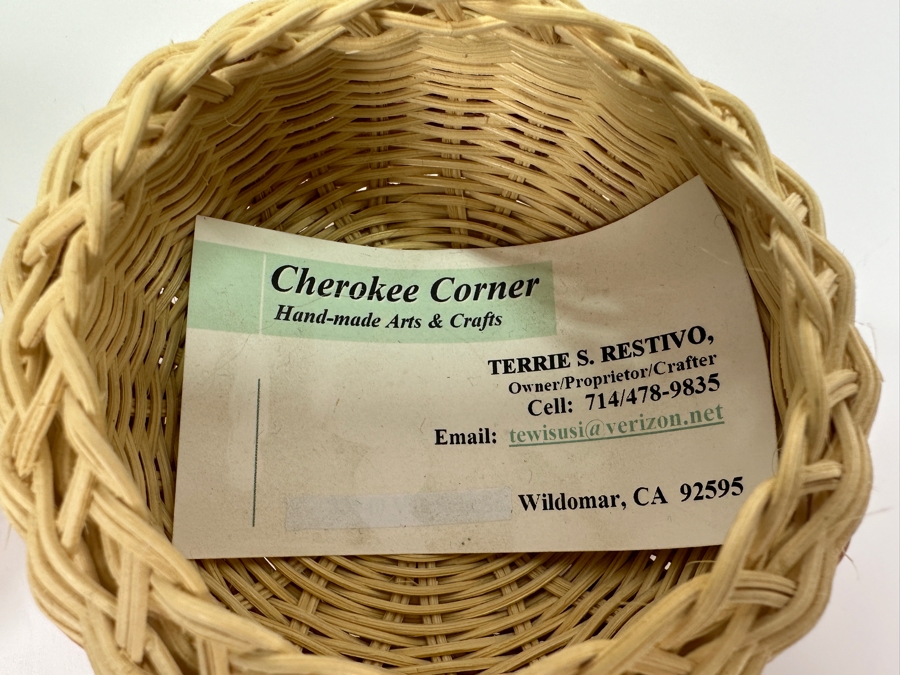 Cherokee Corner
Hand-made Arts & Crafts
TERRIE S. RESTIVO,
Owner/Proprietor/Crafter
Cell: 714/478-9835
Email: tewisusi@verizon.net
Wildomar, CA 92595